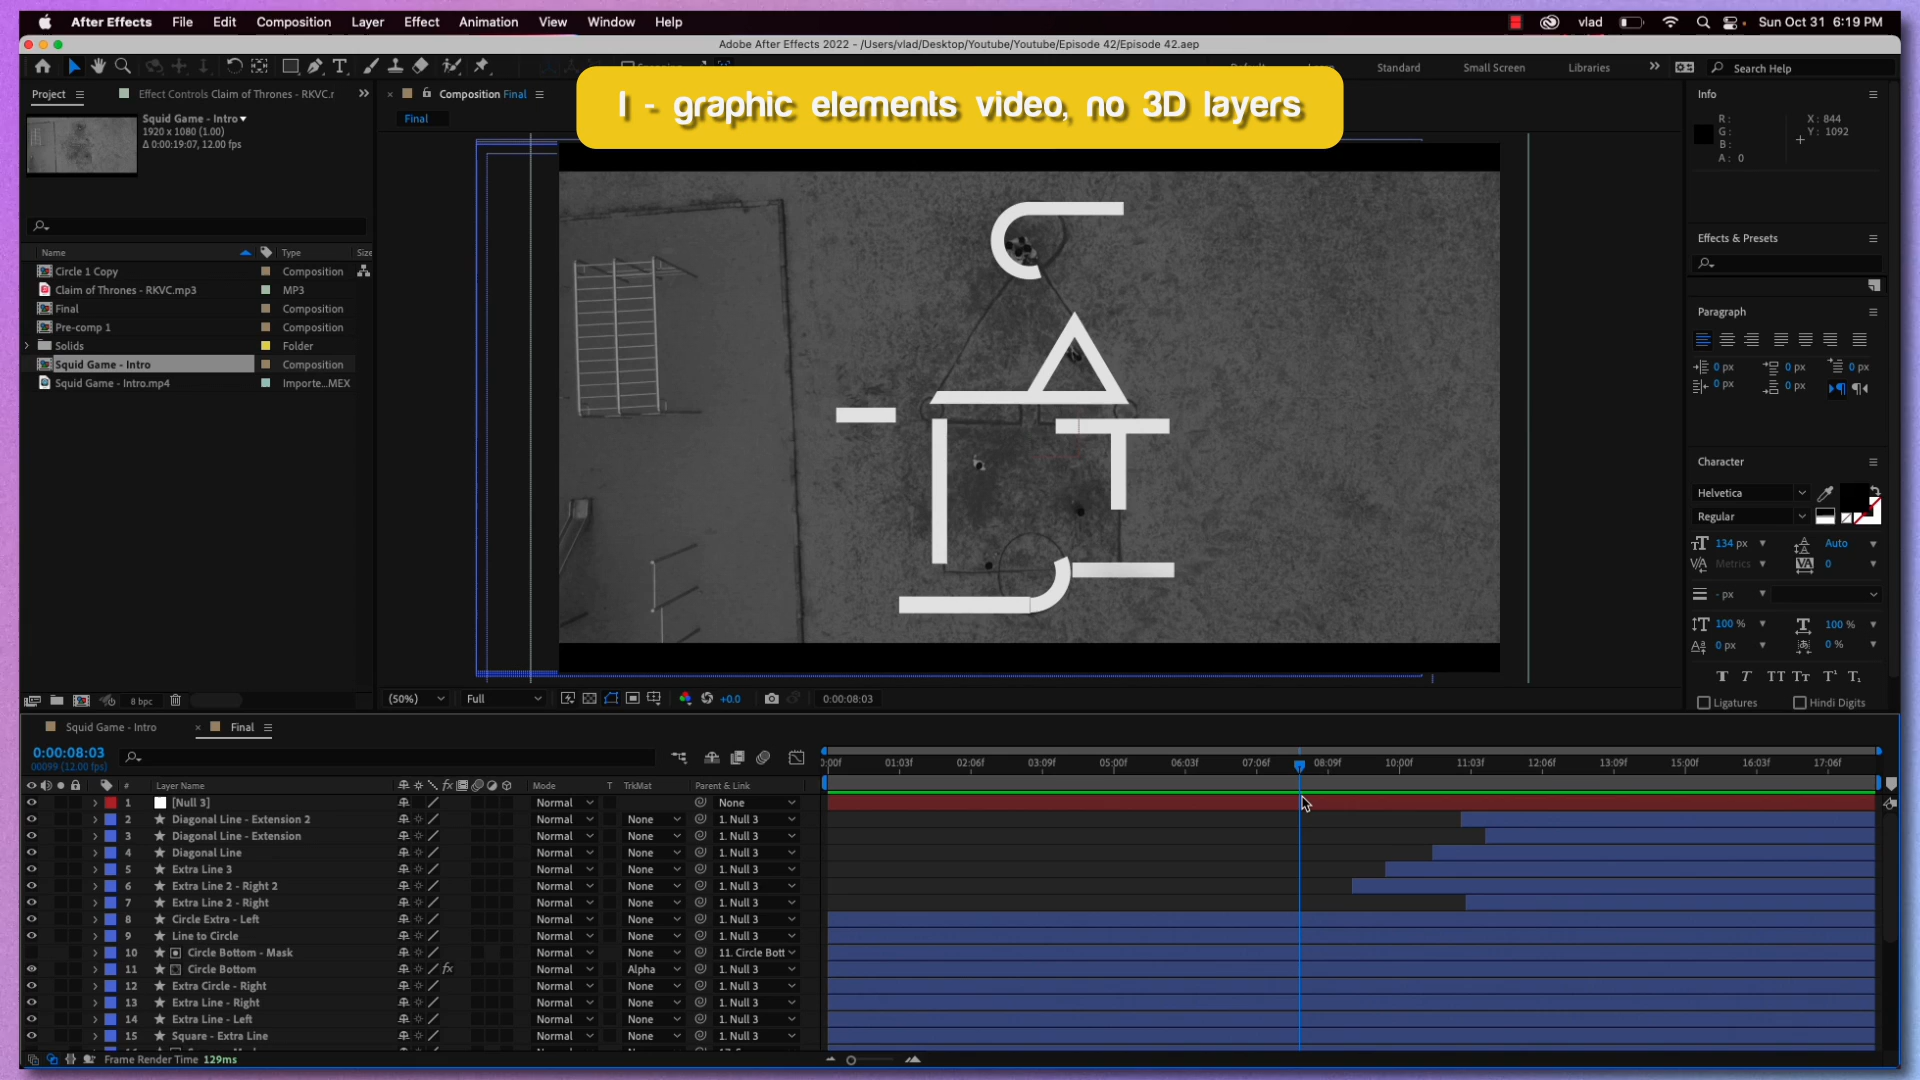 After Effects File Edit Composition Layer Effect Animation View Window Help vlad Sun Oct 31 6:19 PM
Adobe After Effects 2022 - /Users/vlad/Desktop/Youtube/Youtube/Episode 42/Episode 42.aep
Standard Small Screen Libraries Search Help
1 - graphic elements video, no 3D layers
Project Effect Controls Claim of Thrones - RKVC.r
Composition Final
Final
Squid Game - Intro
1920 x 1080 (1.00)
Δ 0:00:19:07, 12.00 fps
Name Type Size
Circle 1 Copy Composition
Claim of Thrones - RKVC.mp3 MP3
Final Composition
Pre-comp 1 Composition
Solids Folder
Squid Game - Intro Composition
Squid Game - Intro.mp4 Importe...MEX
8 bpc
(50%) Full +0.0 0:00:08:03
Info
R: X: 844
G: Y: 1092
B:
A: 0
Effects & Presets
Paragraph
0 px 0 px 0 px
0 px 0 px
Character
Helvetica
Regular
134 px Auto
Metrics 0
- px
100 % 100 %
0 px 0 %
T T TT Tт T¹ T₁
Ligatures Hindi Digits
Squid Game - Intro Final
0:00:08:03
00099 (12.00 fps)
0:00f 01:03f 02:06f 03:09f 05:00f 06:03f 07:06f 08:09f 10:00f 11:03f 12:06f 13:09f 15:00f 16:03f 17:06f
# Layer Name Mode T TrkMat Parent & Link
1 [Null 3] Normal None
2 Diagonal Line - Extension 2 Normal None 1. Null 3
3 Diagonal Line - Extension Normal None 1. Null 3
4 Diagonal Line Normal None 1. Null 3
5 Extra Line 3 Normal None 1. Null 3
6 Extra Line 2 - Right 2 Normal None 1. Null 3
7 Extra Line 2 - Right Normal None 1. Null 3
8 Circle Extra - Left Normal None 1. Null 3
9 Line to Circle Normal None 1. Null 3
10 Circle Bottom - Mask Normal None 11. Circle Bott
11 Circle Bottom fx Normal Alpha 1. Null 3
12 Extra Circle - Right Normal None 1. Null 3
13 Extra Line - Right Normal None 1. Null 3
14 Extra Line - Left Normal None 1. Null 3
15 Square - Extra Line Normal None 1. Null 3
Frame Render Time 129ms